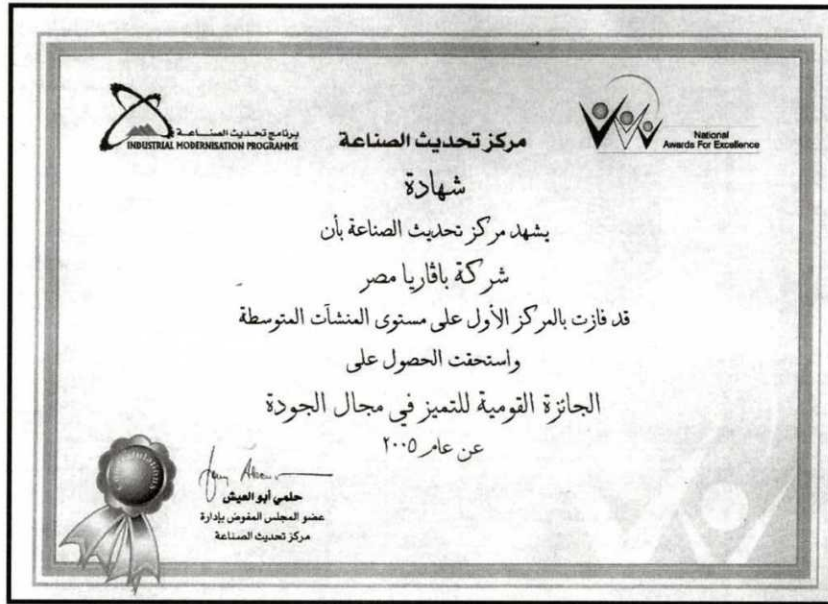 برنامج تحديث الصناعة
INDUSTRIAL MODERNISATION PROGRAMME
مركز تحديث الصناعة
National
Awards For Excellence
شهادة
يشهد مركز تحديث الصناعة بأن
شركة باڤاريا مصر
قد فازت بالمركز الأول على مستوى المنشآت المتوسطة
واستحقت الحصول على
الجائزة القومية للتميز في مجال الجودة
عن عام ٢٠٠٥
Congratulations
حلمي أبو العيش
عضو المجلس المفوض بإدارة
مركز تحديث الصناعة